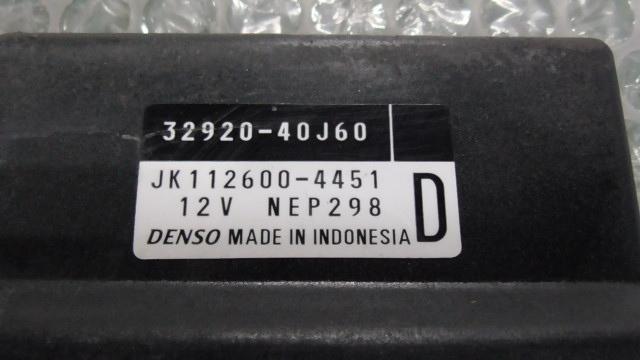 32920-40J60
JK112600-4451
12V NEP298 D
DENSO MADE IN INDONESIA